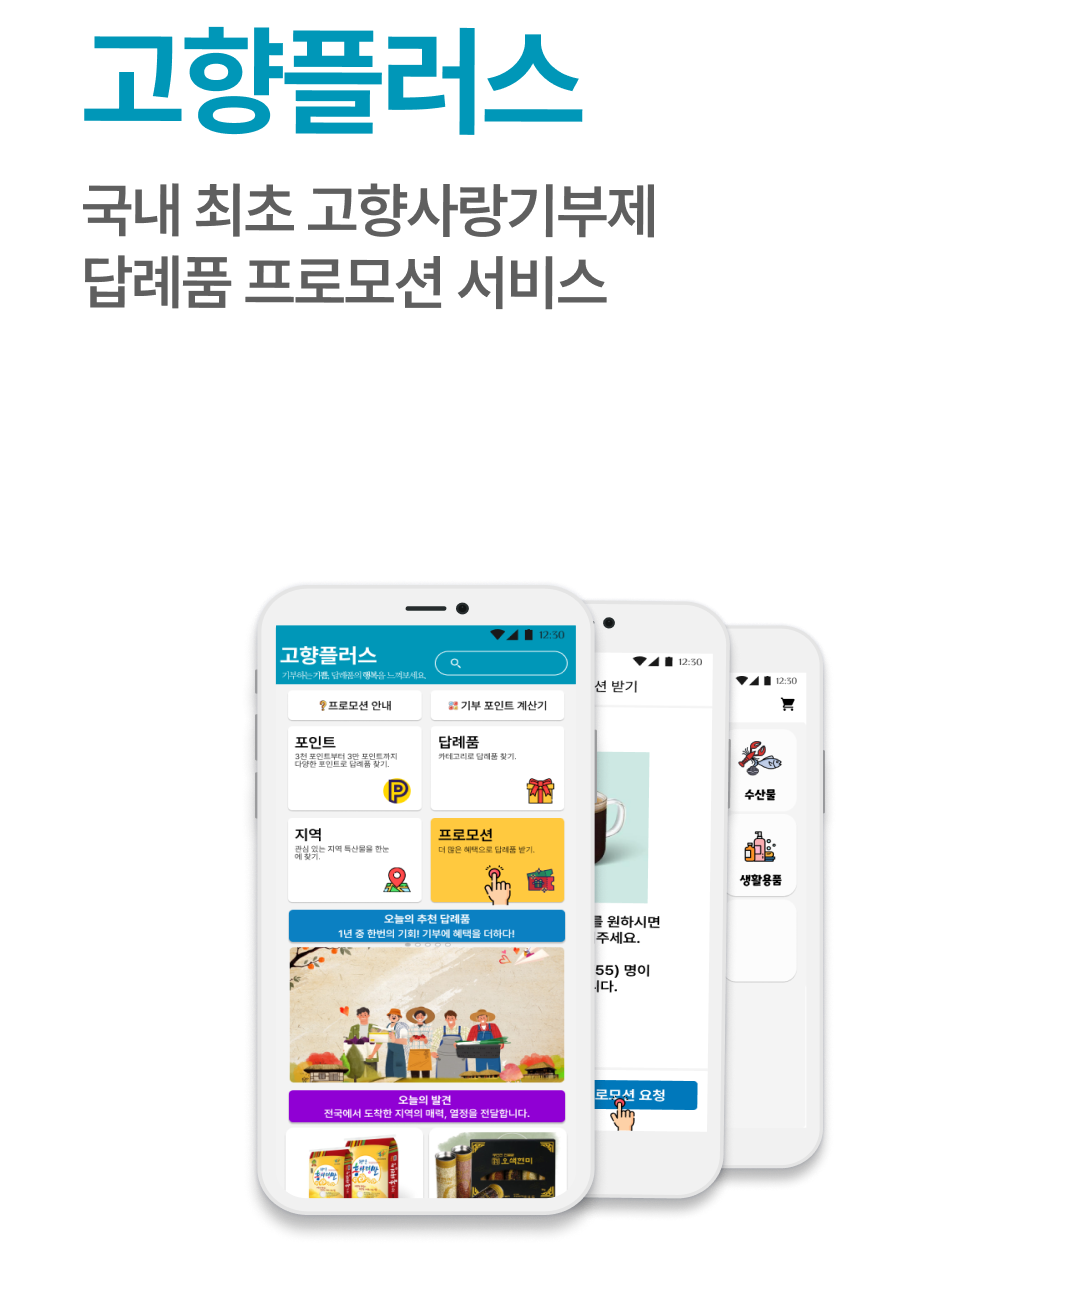 고향플러스
국내 최초 고향사랑기부제
답례품 프로모션 서비스
12:30
고향플러스
기부하는 기쁨, 답례품의 행복을 느껴보세요.
프로모션 안내
기부 포인트 계산기
포인트
3천 포인트부터 3만 포인트까지
다양한 포인트로 답례품 찾기.
답례품
카테고리로 답례품 찾기.
지역
관심 있는 지역 특산물을 한눈
에 찾기.
프로모션
더 많은 혜택으로 답례품 받기.
오늘의 추천 답례품
1년 중 한번의 기회! 기부에 혜택을 더하다!
오늘의 발견
전국에서 도착한 지역의 매력, 열정을 전달합니다.
오색현미
12:30
션 받기
를 원하시면
주세요.
55) 명이
니다.
로모션 요청
12:30
수산물
생활용품